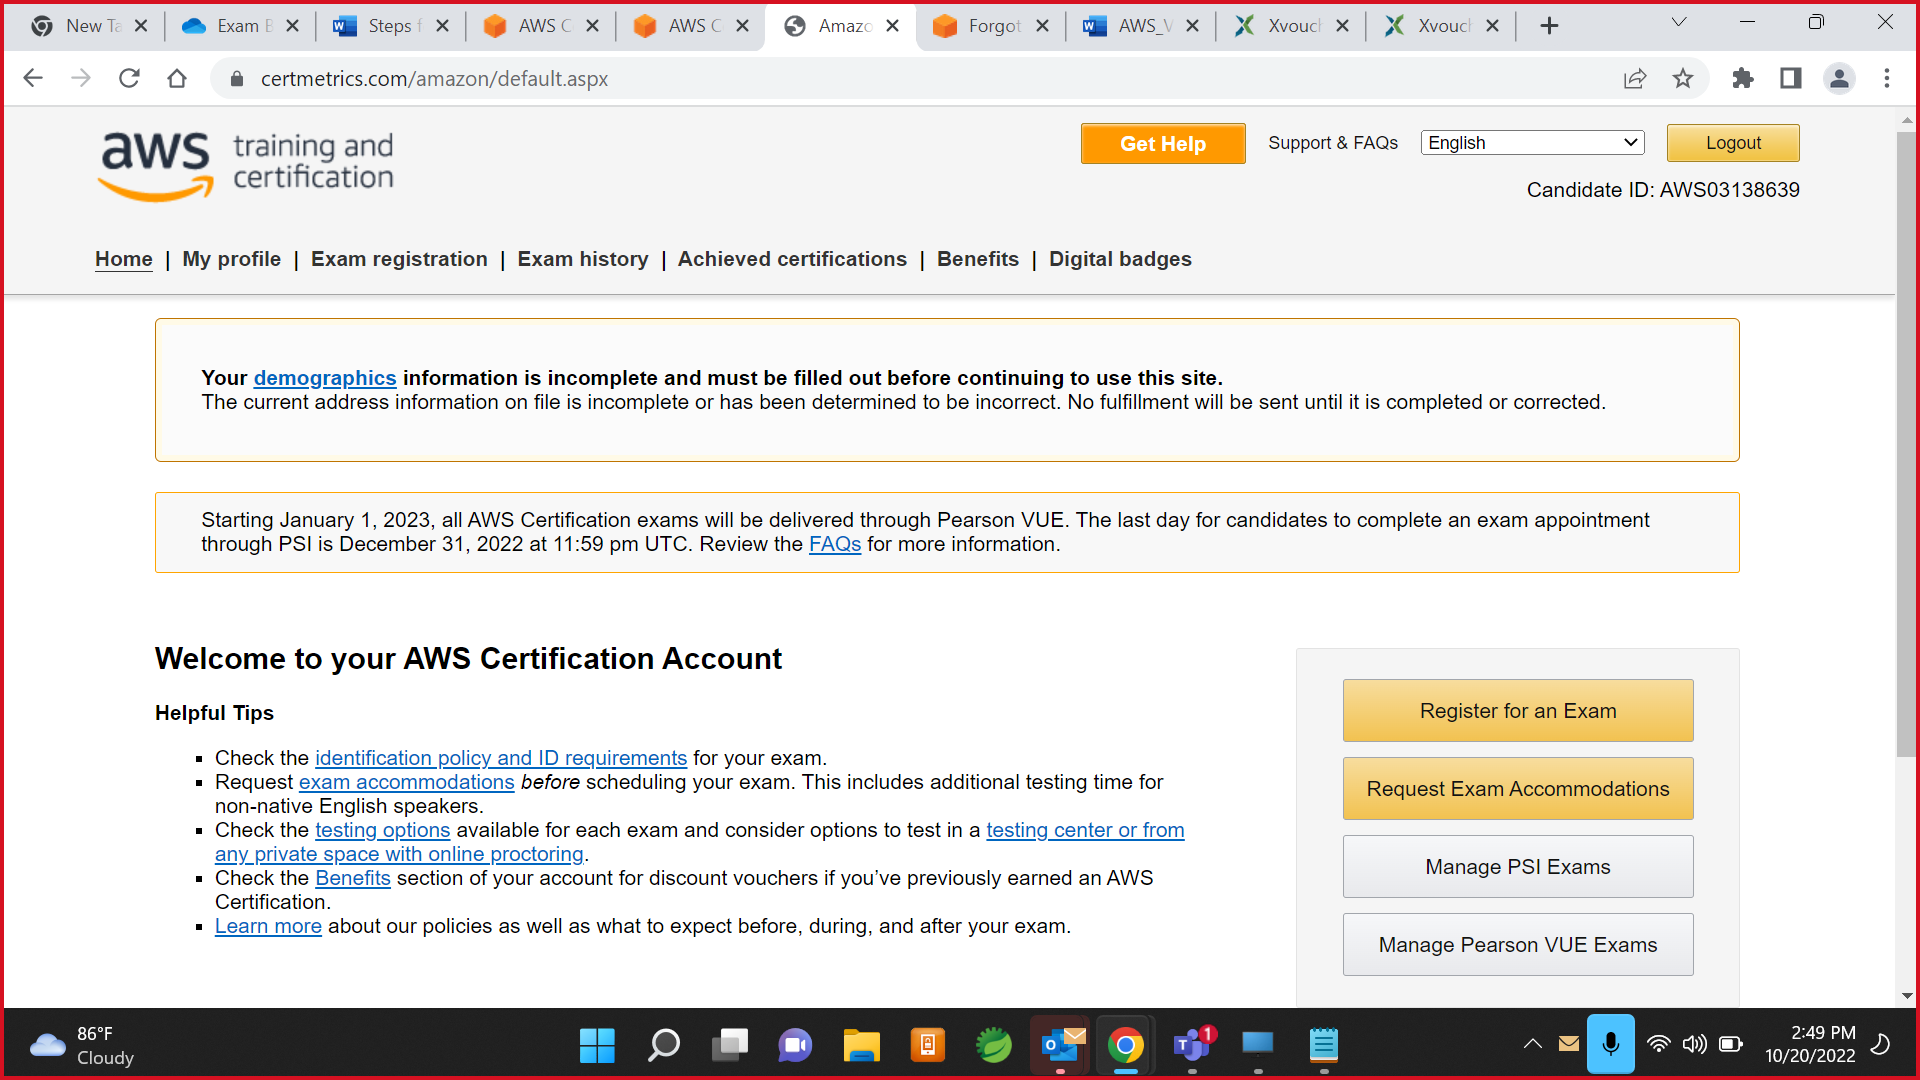 New Ta
Exam B
Steps f
AWS C
AWS C
Amazo
Forgot
AWS_V
Xvouch
Xvouch
certmetrics.com/amazon/default.aspx
aws training and certification
Get Help
Support & FAQs
English
Logout
Candidate ID: AWS03138639
Home | My profile | Exam registration | Exam history | Achieved certifications | Benefits | Digital badges
Your demographics information is incomplete and must be filled out before continuing to use this site.
The current address information on file is incomplete or has been determined to be incorrect. No fulfillment will be sent until it is completed or corrected.
Starting January 1, 2023, all AWS Certification exams will be delivered through Pearson VUE. The last day for candidates to complete an exam appointment
through PSI is December 31, 2022 at 11:59 pm UTC. Review the FAQs for more information.
Welcome to your AWS Certification Account
Helpful Tips
Check the identification policy and ID requirements for your exam.
Request exam accommodations before scheduling your exam. This includes additional testing time for
non-native English speakers.
Check the testing options available for each exam and consider options to test in a testing center or from
any private space with online proctoring.
Check the Benefits section of your account for discount vouchers if you’ve previously earned an AWS
Certification.
Learn more about our policies as well as what to expect before, during, and after your exam.
Register for an Exam
Request Exam Accommodations
Manage PSI Exams
Manage Pearson VUE Exams
86°F
Cloudy
1
2:49 PM
10/20/2022